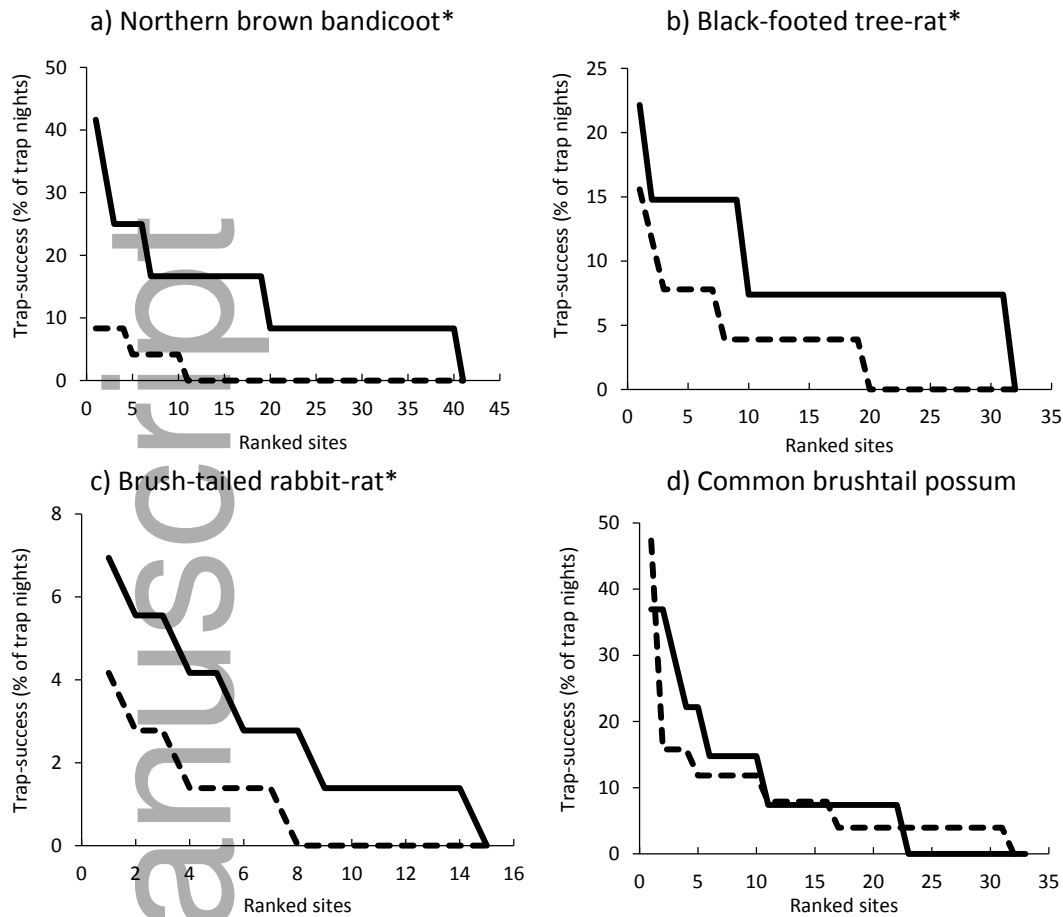 a) Northern brown bandicoot*
b) Black-footed tree-rat*
Trap-success (% of trap nights)
50
40
30
20
10
0
0 5 10 15 20 25 30 35 40 45
Ranked sites
Trap-success (% of trap nights)
25
20
15
10
5
0
0 5 10 15 20 25 30 35
Ranked sites
c) Brush-tailed rabbit-rat*
d) Common brushtail possum
Trap-success (% of trap nights)
8
6
4
2
0
0 2 4 6 8 10 12 14 16
Ranked sites
Trap-success (% of trap nights)
50
40
30
20
10
0
0 5 10 15 20 25 30 35
Ranked sites
anuscript